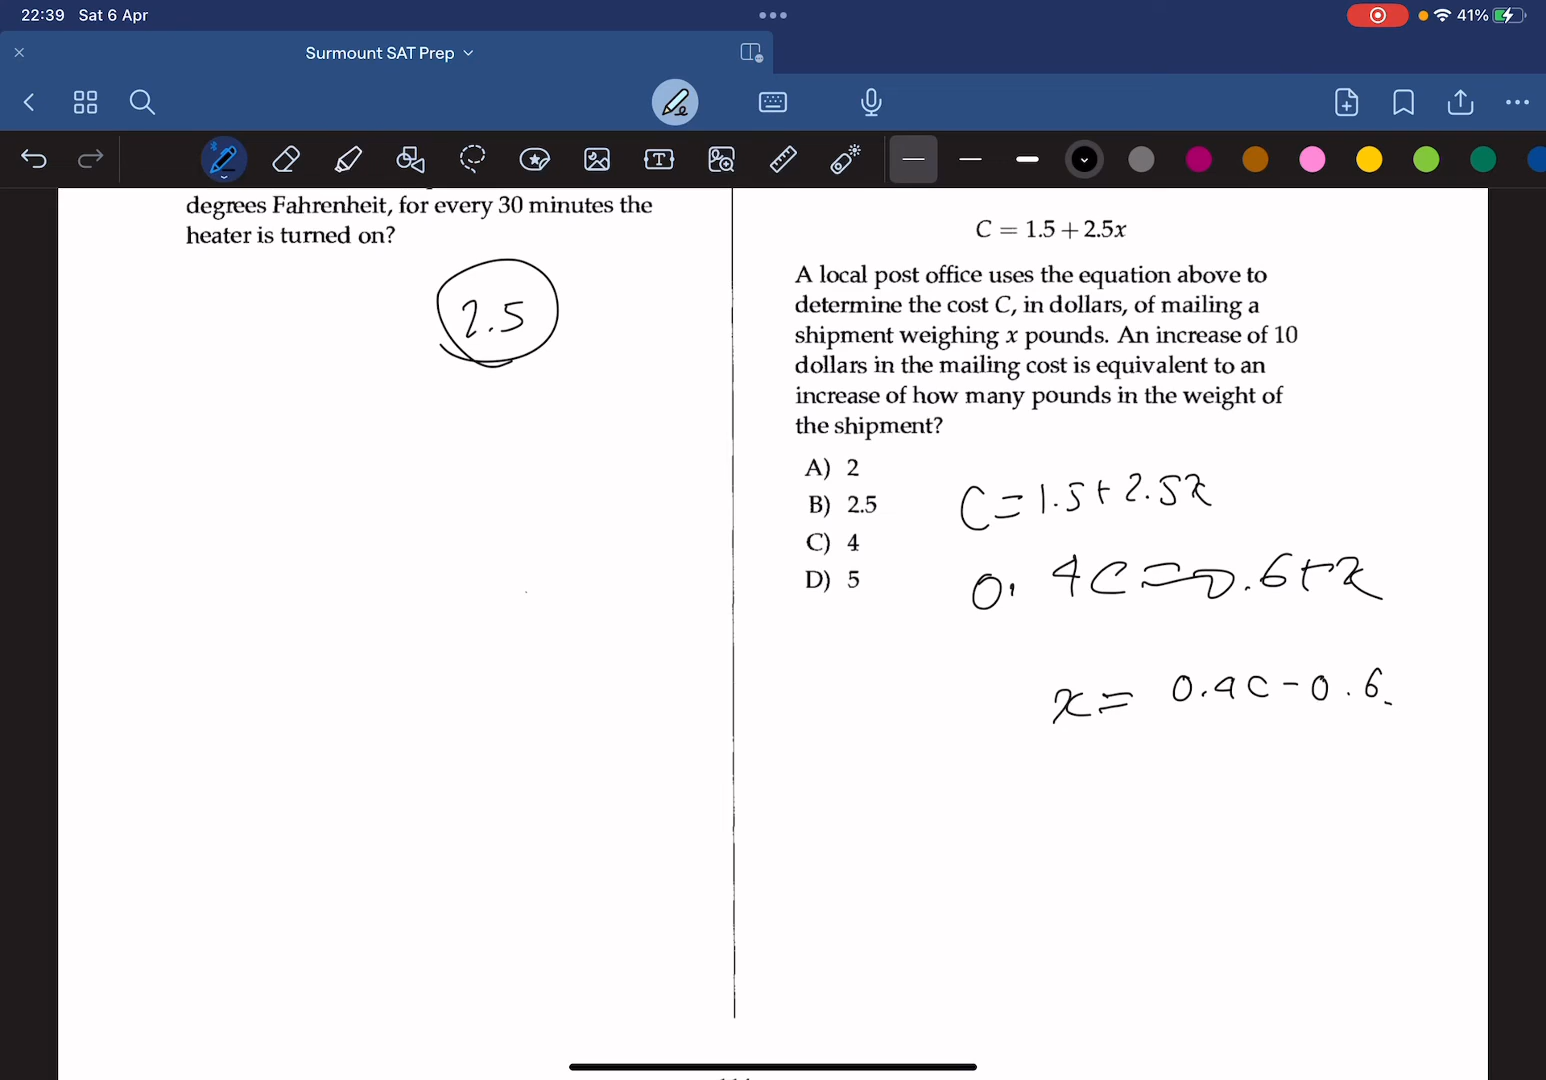 22:39 Sat 6 Apr
41%
Surmount SAT Prep
degrees Fahrenheit, for every 30 minutes the
heater is turned on?
2.5
C = 1.5 + 2.5x
A local post office uses the equation above to
determine the cost C, in dollars, of mailing a
shipment weighing x pounds. An increase of 10
dollars in the mailing cost is equivalent to an
increase of how many pounds in the weight of
the shipment?
A) 2
B) 2.5
C) 4
D) 5
C = 1.5 + 2.5x
0.4C = 0.6 + x
x = 0.4C - 0.6